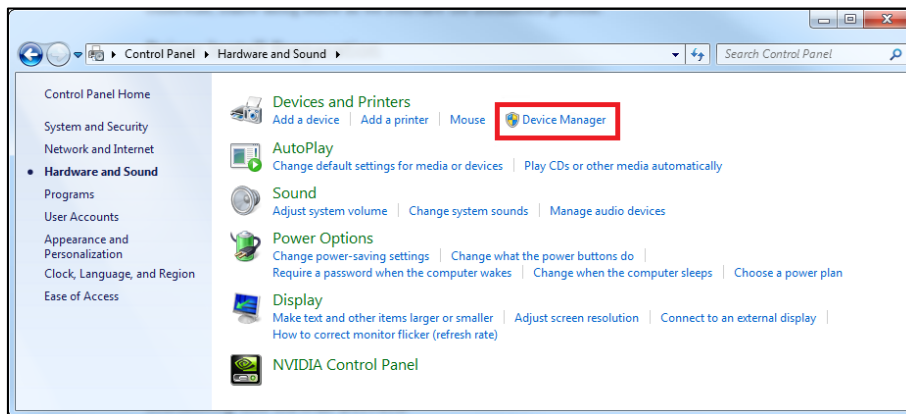 Control Panel Hardware and Sound Search Control Panel
Control Panel Home
System and Security
Network and Internet
Hardware and Sound
Programs
User Accounts
Appearance and
Personalization
Clock, Language, and Region
Ease of Access
Devices and Printers
Add a device Add a printer Mouse Device Manager
AutoPlay
Change default settings for media or devices Play CDs or other media automatically
Sound
Adjust system volume Change system sounds Manage audio devices
Power Options
Change power-saving settings Change what the power buttons do
Require a password when the computer wakes Change when the computer sleeps Choose a power plan
Display
Make text and other items larger or smaller Adjust screen resolution Connect to an external display
How to correct monitor flicker (refresh rate)
NVIDIA Control Panel